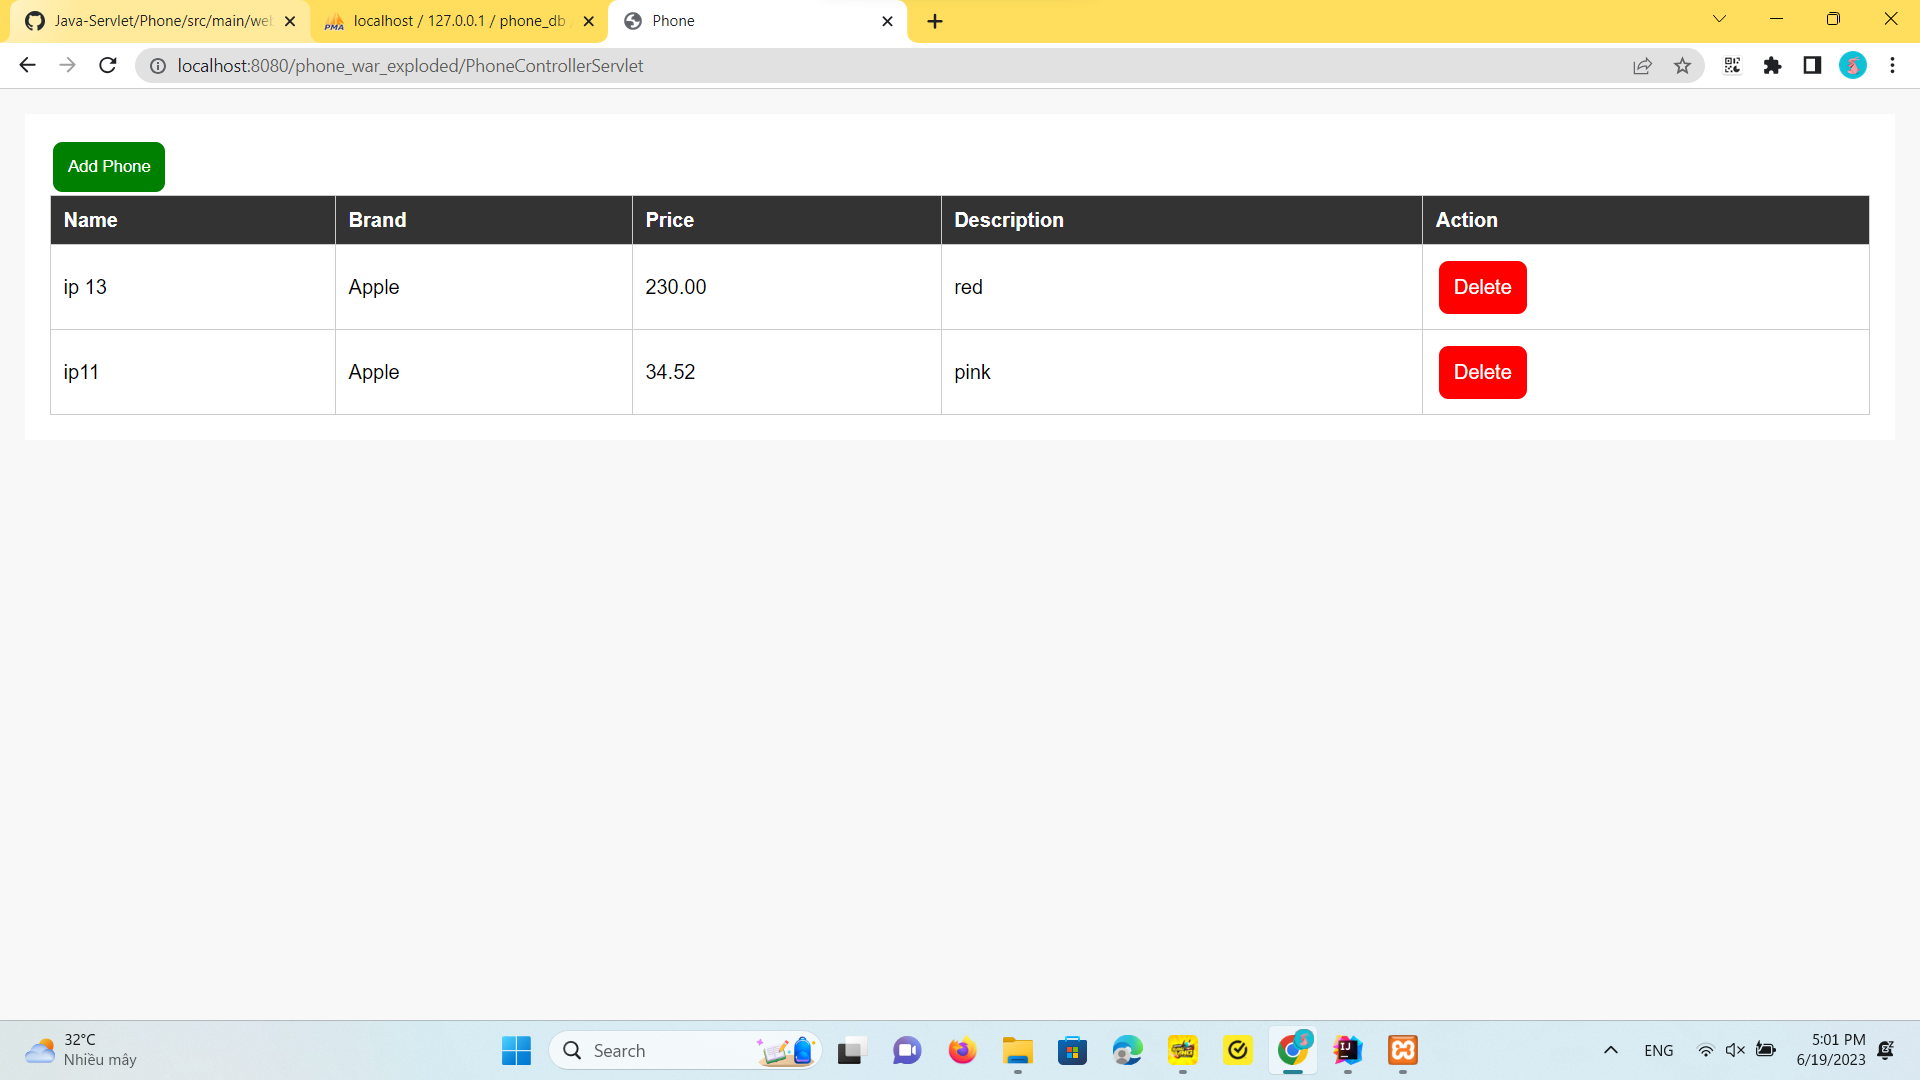 Java-Servlet/Phone/src/main/web
localhost / 127.0.0.1 / phone_db
Phone
localhost:8080/phone_war_exploded/PhoneControllerServlet
Add Phone
Name Brand Price Description Action
ip 13 Apple 230.00 red Delete
ip11 Apple 34.52 pink Delete
32°C
Nhiều mây
Search
ENG
5:01 PM
6/19/2023